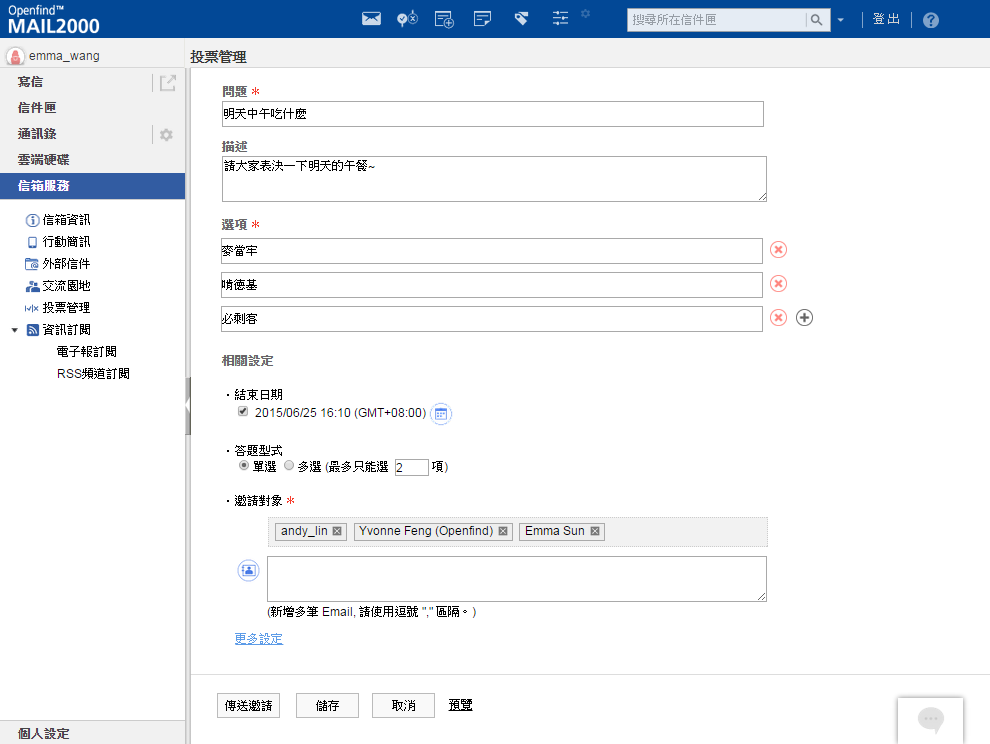 Openfind™
MAIL2000
搜尋所在信件匣
登出
emma_wang
投票管理
寫信
信件匣
通訊錄
雲端硬碟
信箱服務
信箱資訊
行動簡訊
外部信件
交流園地
投票管理
資訊訂閱
電子報訂閱
RSS頻道訂閱
個人設定
問題 *
明天中午吃什麼
描述
請大家表決一下明天的午餐~
選項 *
麥當牢
啃德基
必剩客
相關設定
・結束日期
2015/06/25 16:10 (GMT+08:00)
・答題型式
單選 多選 (最多只能選 2 項)
・邀請對象 *
andy_lin Yvonne Feng (Openfind) Emma Sun
(新增多筆 Email, 請使用逗號 "," 區隔。)
更多設定
傳送邀請 儲存 取消 預覽